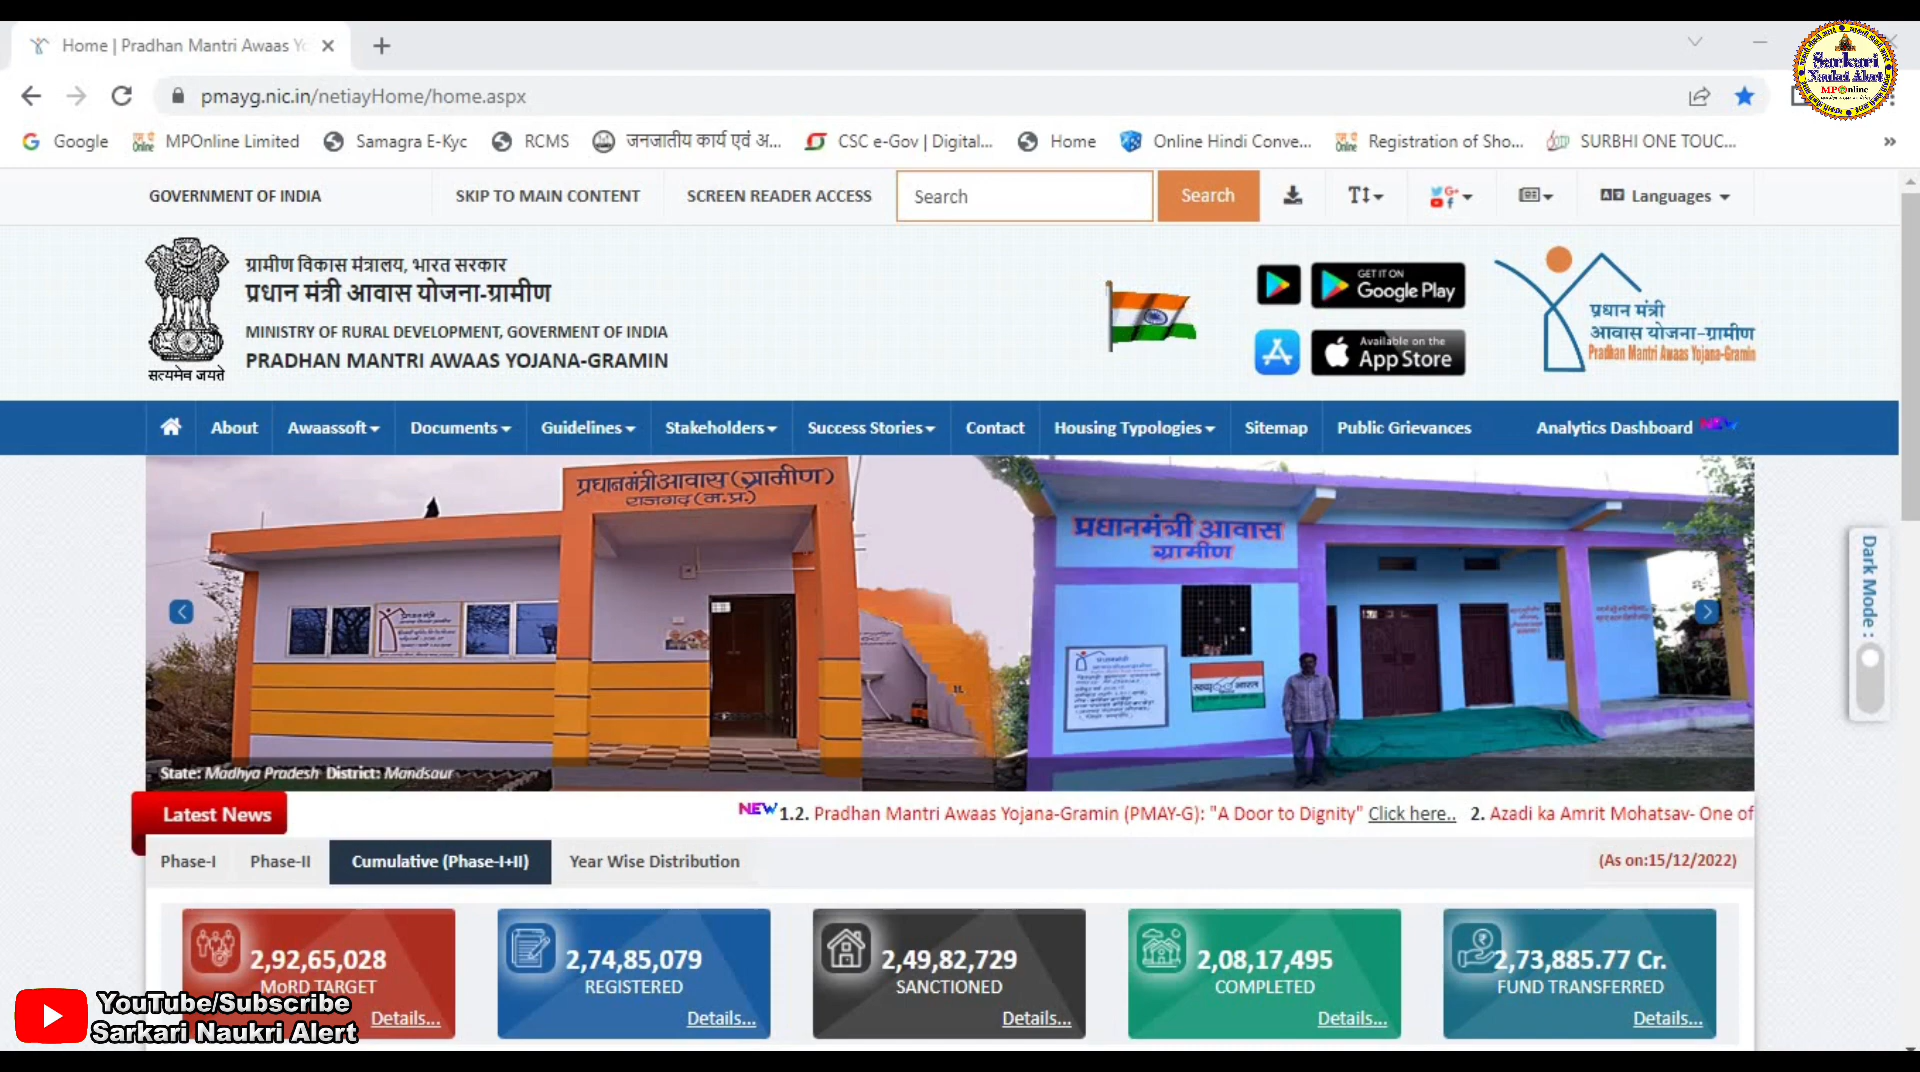 Home | Pradhan Mantri Awaas Yo
Sarkari
Naukri Alert
MPOnline
pmayg.nic.in/netiayHome/home.aspx
Google
MPOnline Limited
Samagra E-Kyc
RCMS
जनजातीय कार्य एवं अ...
CSC e-Gov | Digital...
Home
Online Hindi Conve...
Registration of Sho...
SURBHI ONE TOUC...
GOVERNMENT OF INDIA
SKIP TO MAIN CONTENT
SCREEN READER ACCESS
Search
Search
Languages
ग्रामीण विकास मंत्रालय, भारत सरकार
प्रधान मंत्री आवास योजना-ग्रामीण
MINISTRY OF RURAL DEVELOPMENT, GOVERMENT OF INDIA
PRADHAN MANTRI AWAAS YOJANA-GRAMIN
सत्यमेव जयते
GET IT ON
Google Play
Available on the
App Store
प्रधान मंत्री
आवास योजना-ग्रामीण
Pradhan Mantri Awaas Yojana-Gramin
About
Awaassoft
Documents
Guidelines
Stakeholders
Success Stories
Contact
Housing Typologies
Sitemap
Public Grievances
Analytics Dashboard NEW
प्रधानमंत्री आवास (ग्रामीण)
राजगढ़ (म.प्र.)
प्रधानमंत्री आवास
ग्रामीण
State: Madhya Pradesh District: Mandsaur
Dark Mode :
Latest News
NEW 1.2. Pradhan Mantri Awaas Yojana-Gramin (PMAY-G): "A Door to Dignity" Click here.. 2. Azadi ka Amrit Mohatsav- One of
Phase-I
Phase-II
Cumulative (Phase-I+II)
Year Wise Distribution
(As on:15/12/2022)
2,92,65,028
MoRD TARGET
Details...
2,74,85,079
REGISTERED
Details...
2,49,82,729
SANCTIONED
Details...
2,08,17,495
COMPLETED
Details...
2,73,885.77 Cr.
FUND TRANSFERRED
Details...
YouTube/Subscribe
Sarkari Naukri Alert